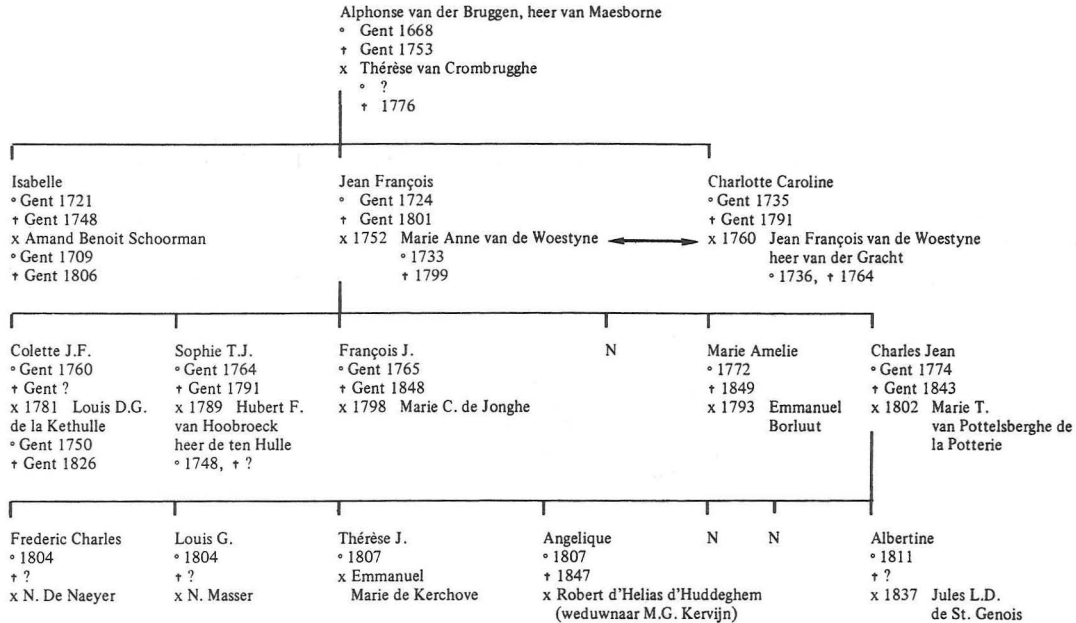 Alphonse van der Bruggen, heer van Maesborne
° Gent 1668
† Gent 1753
x Thérèse van Crombrugghe
° ?
† 1776
Isabelle
° Gent 1721
† Gent 1748
x Amand Benoit Schoorman
° Gent 1709
† Gent 1806
Jean François
° Gent 1724
† Gent 1801
x 1752 Marie Anne van de Woestyne
° 1733
† 1799
Charlotte Caroline
° Gent 1735
† Gent 1791
x 1760 Jean François van de Woestyne
heer van der Gracht
° 1736, † 1764
Colette J.F.
° Gent 1760
† Gent ?
x 1781 Louis D.G.
de la Kethulle
° Gent 1750
† Gent 1826
Sophie T.J.
° Gent 1764
† Gent 1791
x 1789 Hubert F.
van Hoobroeck
heer de ten Hulle
° 1748, † ?
François J.
° Gent 1765
† Gent 1848
x 1798 Marie C. de Jonghe
N
Marie Amelie
° 1772
† 1849
x 1793 Emmanuel
Borluut
Charles Jean
° Gent 1774
† Gent 1843
x 1802 Marie T.
van Pottelsberghe de
la Potterie
Frederic Charles
° 1804
† ?
x N. De Naeyer
Louis G.
° 1804
† ?
x N. Masser
Thérèse J.
° 1807
x Emmanuel
Marie de Kerchove
Angelique
° 1807
† 1847
x Robert d'Helias d'Huddeghem
(weduwnaar M.G. Kervijn)
N
N
Albertine
° 1811
† ?
x 1837 Jules L.D.
de St. Genois